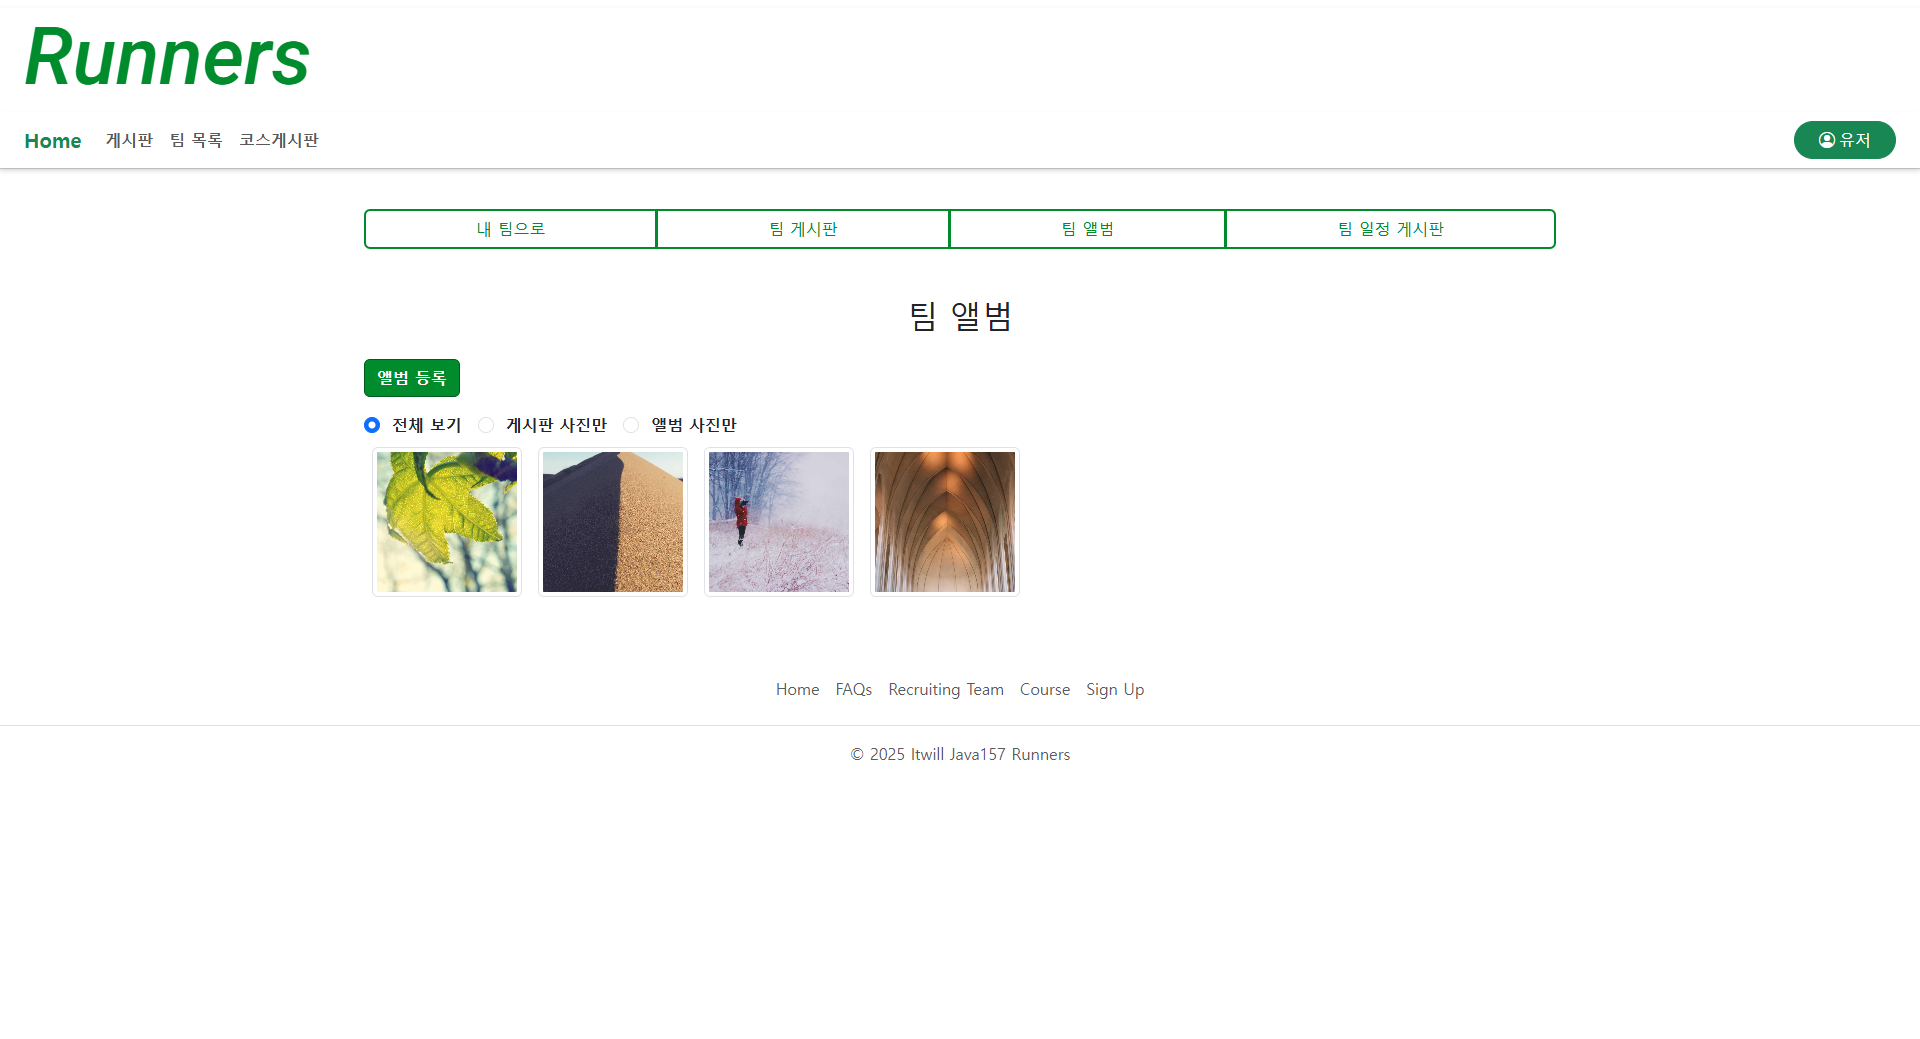 Runners
Home 게시판 팀 목록 코스게시판 유저
내 팀으로 팀 게시판 팀 앨범 팀 일정 게시판
팀 앨범
앨범 등록
전체 보기 게시판 사진만 앨범 사진만
Home FAQs Recruiting Team Course Sign Up
© 2025 Itwill Java157 Runners